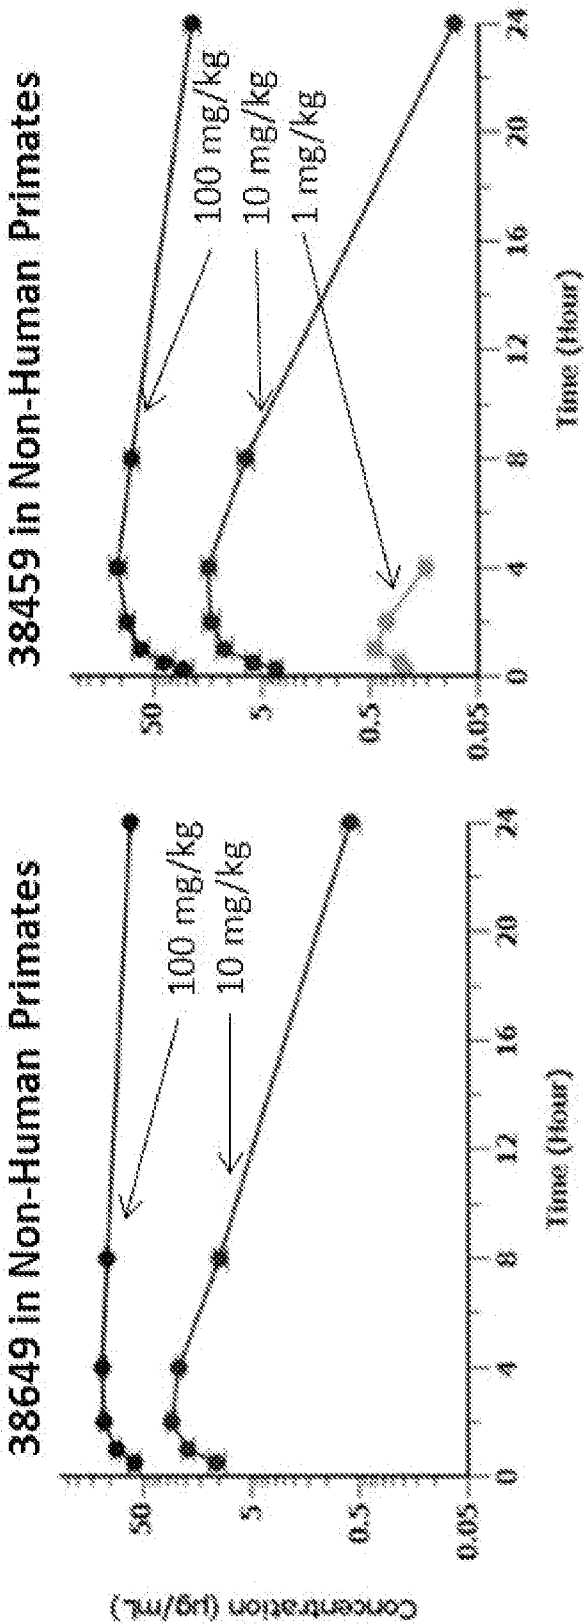 38649 in Non-Human Primates
Concentration (µg/mL)
50
5
0.5
0.05
100 mg/kg
10 mg/kg
0
4
8
12
16
20
24
Time (Hour)
38459 in Non-Human Primates
50
5
0.5
0.05
100 mg/kg
10 mg/kg
1 mg/kg
0
4
8
12
16
20
24
Time (Hour)